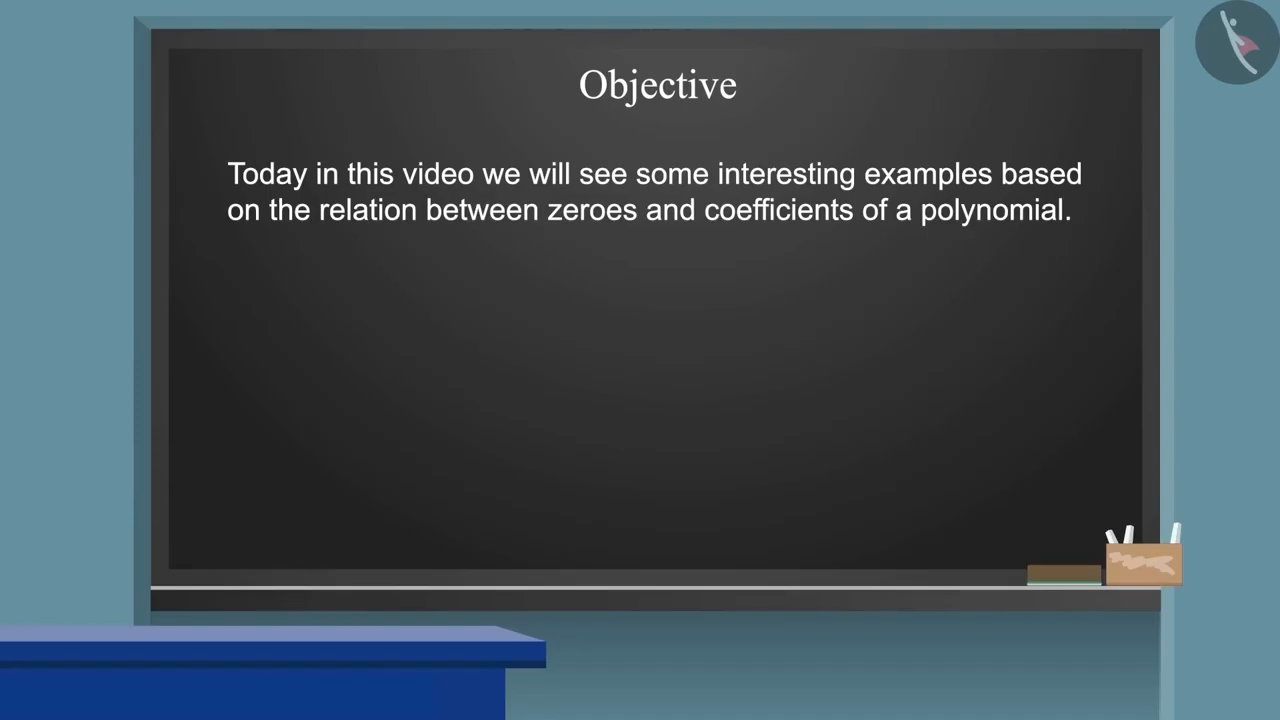 Objective
Today in this video we will see some interesting examples based
on the relation between zeroes and coefficients of a polynomial.